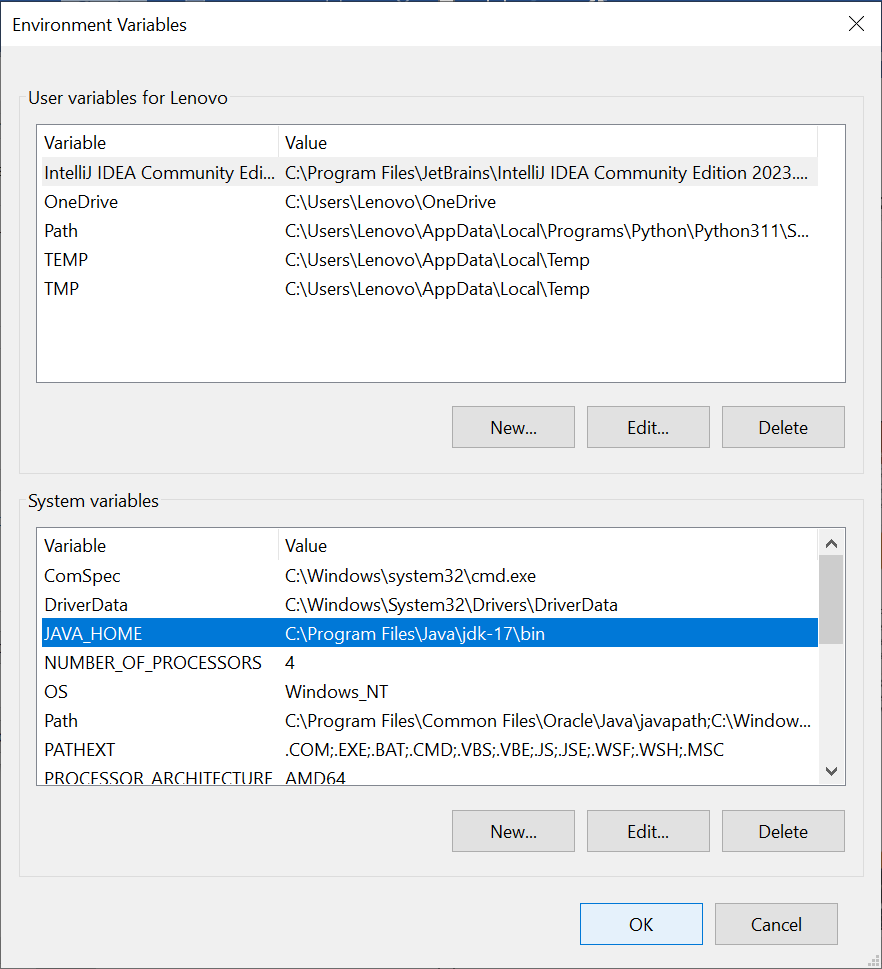 Environment Variables
User variables for Lenovo
Variable Value
IntelliJ IDEA Community Edi... C:\Program Files\JetBrains\IntelliJ IDEA Community Edition 2023....
OneDrive C:\Users\Lenovo\OneDrive
Path C:\Users\Lenovo\AppData\Local\Programs\Python\Python311\S...
TEMP C:\Users\Lenovo\AppData\Local\Temp
TMP C:\Users\Lenovo\AppData\Local\Temp
New... Edit... Delete
System variables
Variable Value
ComSpec C:\Windows\system32\cmd.exe
DriverData C:\Windows\System32\Drivers\DriverData
JAVA_HOME C:\Program Files\Java\jdk-17\bin
NUMBER_OF_PROCESSORS 4
OS Windows_NT
Path C:\Program Files\Common Files\Oracle\Java\javapath;C:\Window...
PATHEXT .COM;.EXE;.BAT;.CMD;.VBS;.VBE;.JS;.JSE;.WSF;.WSH;.MSC
PROCESSOR_ARCHITECTURE AMD64
New... Edit... Delete
OK Cancel